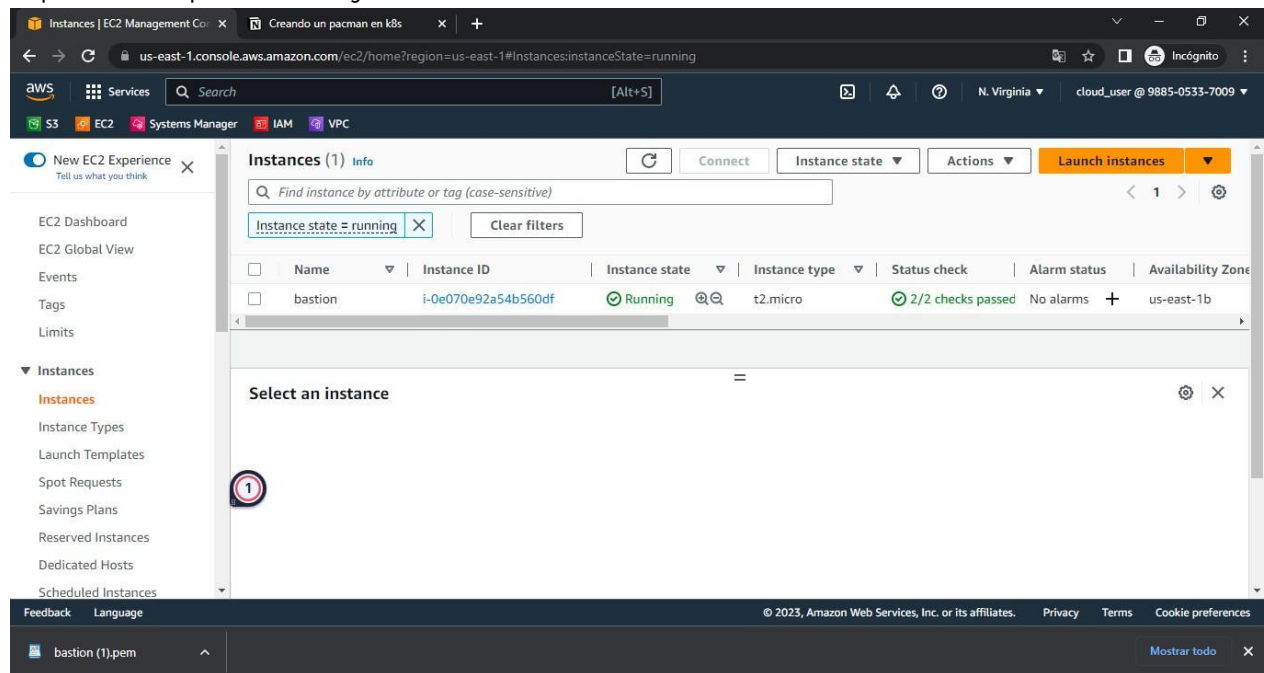 Instances | EC2 Management Con
Creando un pacman en k8s
us-east-1.console.aws.amazon.com/ec2/home?region=us-east-1#Instances:instanceState=running
Incógnito
aws Services Search [Alt+S] N. Virginia cloud_user @ 9885-0533-7009
S3 EC2 Systems Manager IAM VPC
New EC2 Experience
Tell us what you think
EC2 Dashboard
EC2 Global View
Events
Tags
Limits
Instances
Instances
Instance Types
Launch Templates
Spot Requests
Savings Plans
Reserved Instances
Dedicated Hosts
Scheduled Instances
Instances (1) Info Connect Instance state Actions Launch instances
Find instance by attribute or tag (case-sensitive) 1
Instance state = running Clear filters
Name Instance ID Instance state Instance type Status check Alarm status Availability Zone
bastion i-0e070e92a54b560df Running t2.micro 2/2 checks passed No alarms + us-east-1b
Select an instance
1
Feedback Language © 2023, Amazon Web Services, Inc. or its affiliates. Privacy Terms Cookie preferences
bastion (1).pem Mostrar todo